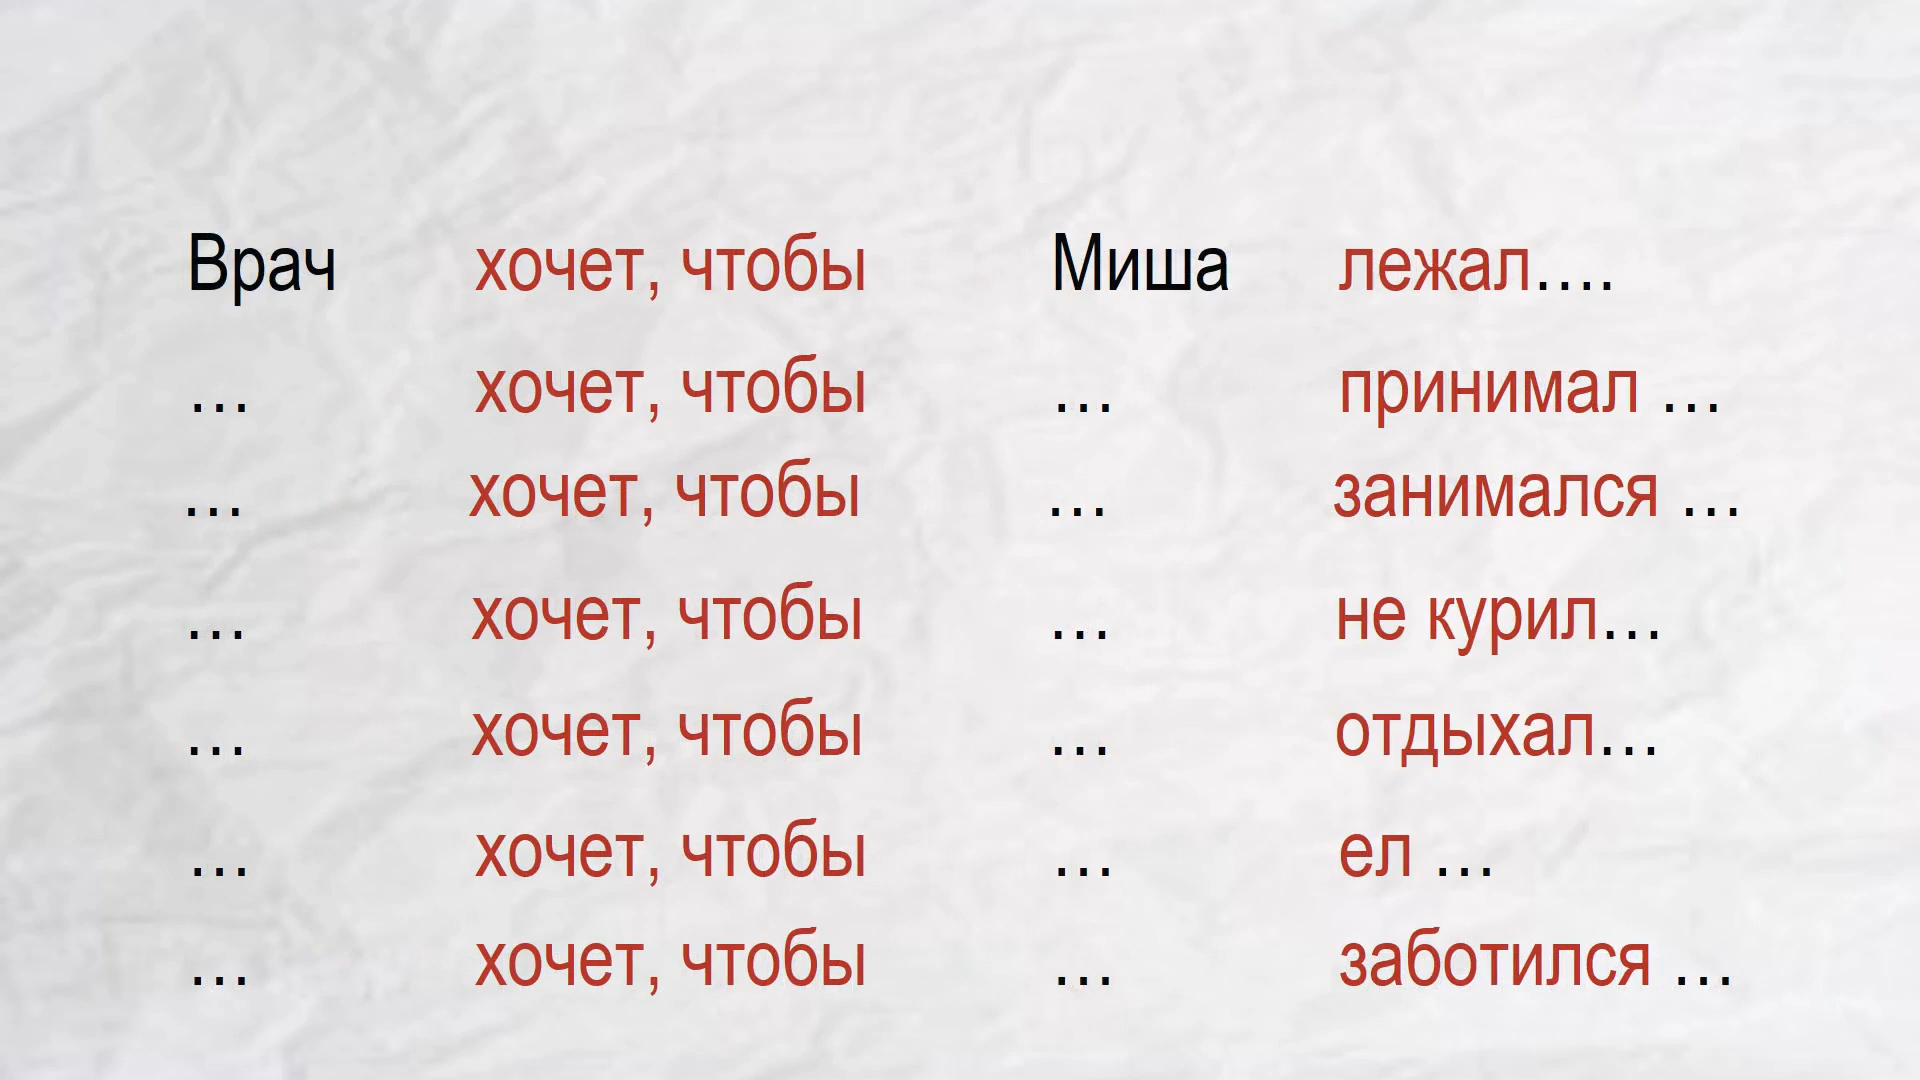 Врач хочет, чтобы Миша лежал….
… хочет, чтобы … принимал …
… хочет, чтобы … занимался …
… хочет, чтобы … не курил…
… хочет, чтобы … отдыхал…
… хочет, чтобы … ел …
… хочет, чтобы … заботился …